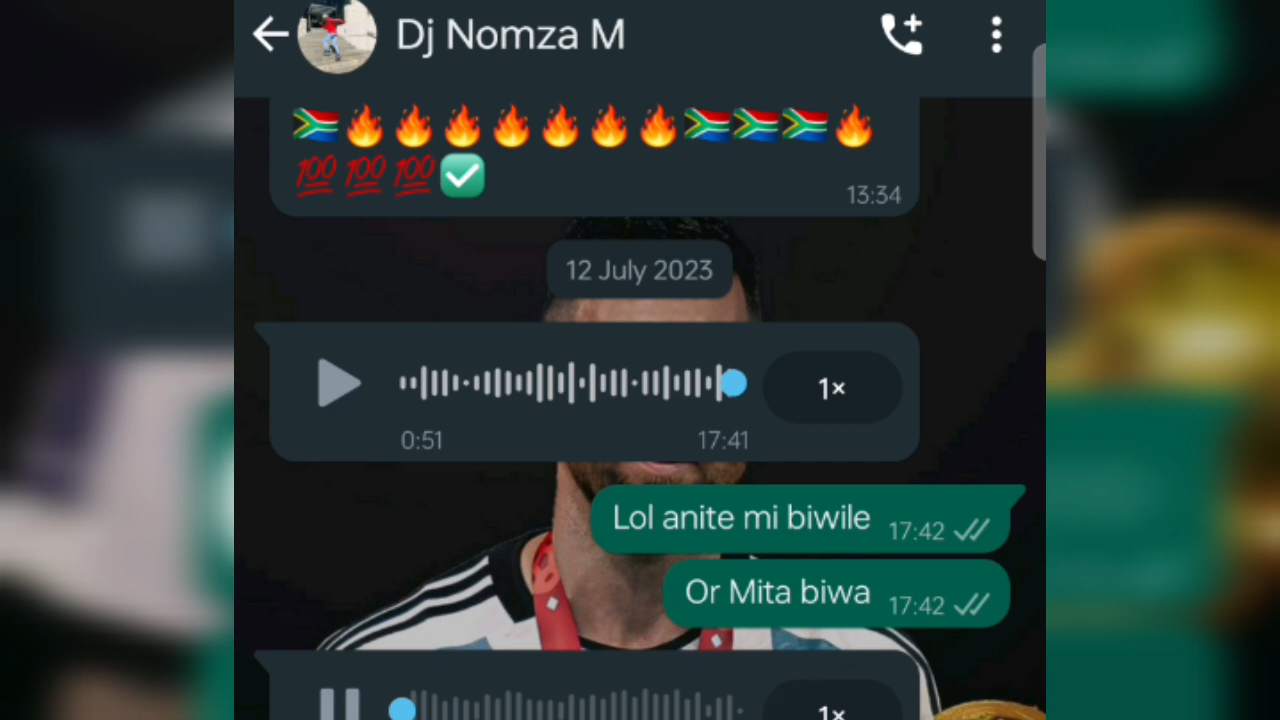 Dj Nomza M
🇿🇦🔥🔥🔥🔥🔥🔥🔥🇿🇦🇿🇦🇿🇦🔥
💯💯💯✅
13:34
12 July 2023
1×
0:51 17:41
Lol anite mi biwile 17:42
Or Mita biwa 17:42
1×